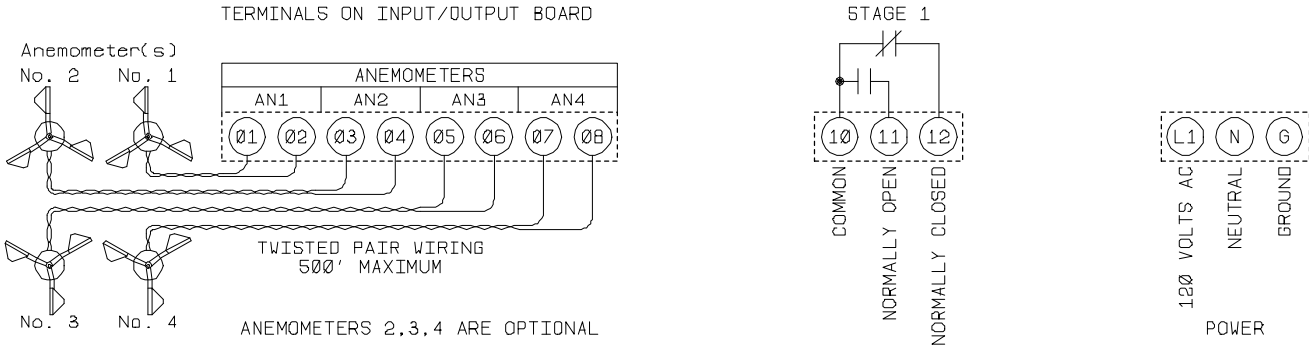 TERMINALS ON INPUT/OUTPUT BOARD
STAGE 1
Anemometer(s)
No. 2 No. 1
ANEMOMETERS
AN1 AN2 AN3 AN4
01 02 03 04 05 06 07 08
10 11 12
L1 N G
COMMON
NORMALLY OPEN
NORMALLY CLOSED
120 VOLTS AC
NEUTRAL
GROUND
TWISTED PAIR WIRING
500' MAXIMUM
No. 3 No. 4
ANEMOMETERS 2,3,4 ARE OPTIONAL
POWER